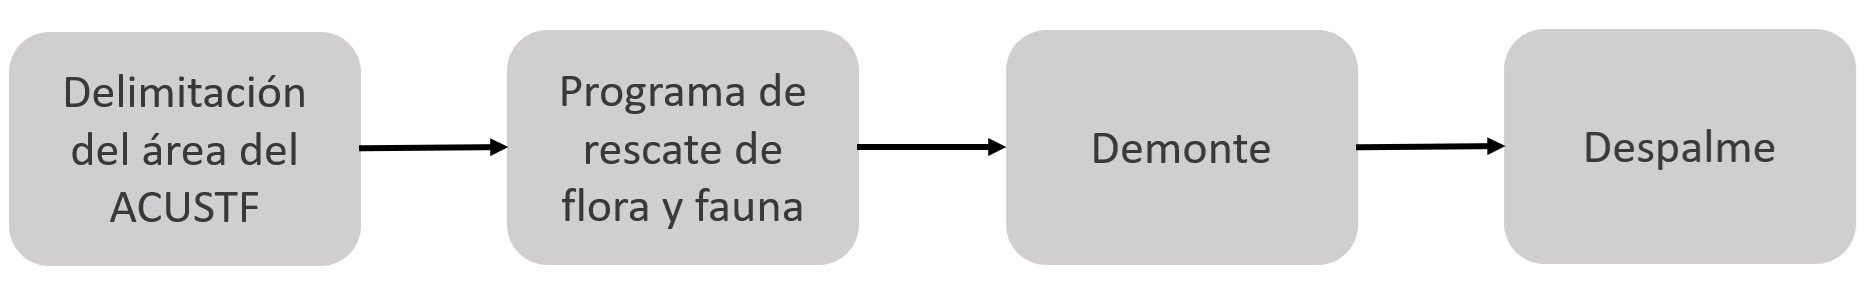 Delimitación
del área del
ACUSTF
Programa de
rescate de
flora y fauna
Demonte
Despalme